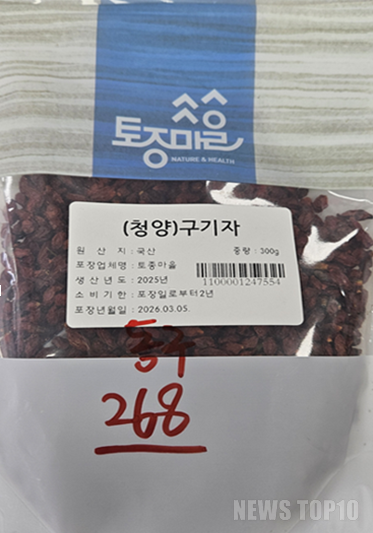 토종마을
NATURE & HEALTH
(청양)구기자
원 산 지 : 국산 중량 : 300g
포장업체명 : 토종마을
생 산 년 도 : 2025년
소 비 기 한 : 포장일로부터2년
포장년월일 : 2026.03.05.
1100001247554
268
NEWS TOP10